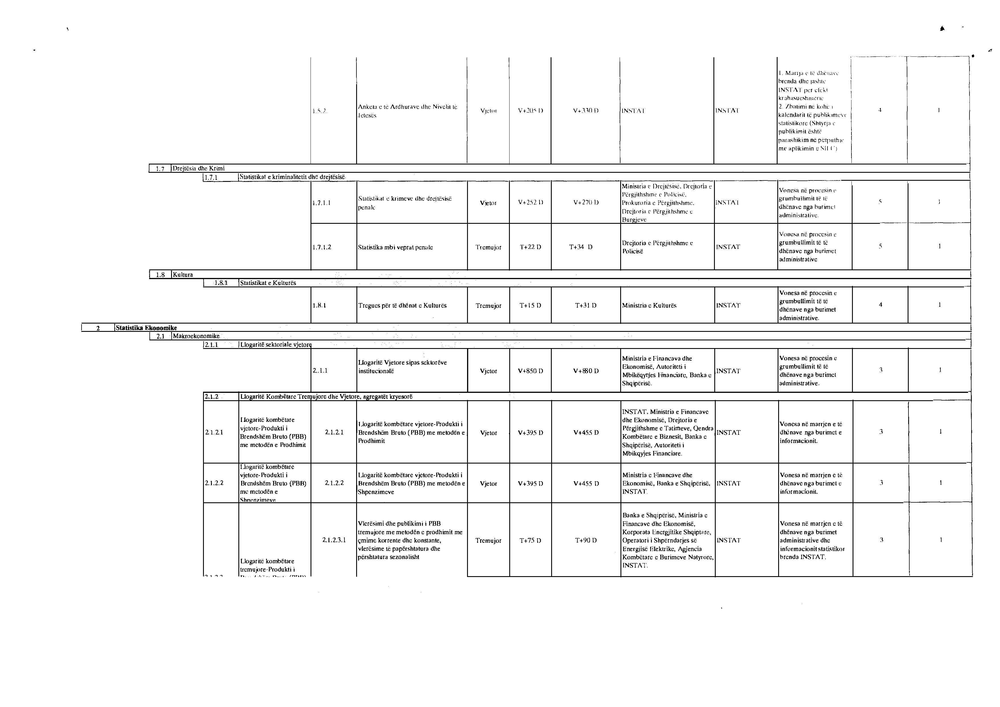 1.5.2.
Anketa e të Ardhurave dhe Nivelit të
Jetesës
Vjetor
V+205 D
V+330 D
INSTAT
INSTAT
1. Marrja e të dhënave
brenda dhe jashte
INSTAT per efekt
krahasueshmerie
2. Zbatimi në kohë i
kalendarit të publikimeve
statistikore (Shtyrja e
publikimit është
parashikim në përputhje
me aplikimin e SILC)
4
1
1.7 Drejtësia dhe Krimi
1.7.1 Statistikat e kriminalitetit dhe drejtësisë
1.7.1.1
Statistikat e krimeve dhe drejtësisë
penale
Vjetor
V+252 D
V+270 D
Ministria e Drejtësisë, Drejtoria e
Përgjithshme e Policisë,
Prokuroria e Përgjithshme,
Drejtoria e Përgjithshme e
Burgjeve
INSTAT
Vonesa në procesin e
grumbullimit të të
dhënave nga burimet
administrative.
5
1
1.7.1.2
Statistika mbi veprat penale
Tremujor
T+22 D
T+34 D
Drejtoria e Përgjithshme e
Policisë
INSTAT
Vonesa në procesin e
grumbullimit të të
dhënave nga burimet
administrative
5
1
1.8 Kultura
1.8.1 Statistikat e Kulturës
1.8.1
Tregues për të dhënat e Kulturës
Tremujor
T+15 D
T+31 D
Ministria e Kulturës
INSTAT
Vonesa në procesin e
grumbullimit të të
dhënave nga burimet
administrative.
4
1
2 Statistika Ekonomike
2.1 Makroekonomike
2.1.1 Llogaritë sektoriale vjetore
2..1.1
Llogaritë Vjetore sipas sektorëve
institucionalë
Vjetor
V+850 D
V+880 D
Ministria e Financava dhe
Ekonomisë, Autoriteti i
Mbikëqyrjes Financiare, Banka e
Shqipërisë.
INSTAT
Vonesa në procesin e
grumbullimit të të
dhënave nga burimet
administrative.
3
1
2.1.2 Llogaritë Kombëtare Tremujore dhe Vjetore, agregatët kryesorë
2.1.2.1
Llogaritë kombëtare
vjetore-Produkti i
Brendshëm Bruto (PBB)
me metodën e Prodhimit
2.1.2.1
Llogaritë kombëtare vjetore-Produkti i
Brendshëm Bruto (PBB) me metodën e
Prodhimit
Vjetor
V+395 D
V+455 D
INSTAT, Ministria e Financave
dhe Ekonomisë, Drejtoria e
Përgjithshme e Tatimeve, Qendra
Kombëtare e Biznesit, Banka e
Shqipërisë, Autoriteti i
Mbikqyjes Financiare.
INSTAT
Vonesa në marrjen e të
dhënave nga burimet e
informacionit.
3
1
2.1.2.2
Llogaritë kombëtare
vjetore-Produkti i
Brendshëm Bruto (PBB)
me metodën e
Shpenzimeve
2.1.2.2
Llogaritë kombëtare vjetore-Produkti i
Brendshëm Bruto (PBB) me metodën e
Shpenzimeve
Vjetor
V+395 D
V+455 D
Ministria e Financave dhe
Ekonomisë, Banka e Shqipërisë,
INSTAT.
INSTAT
Vonesa në marrjen e të
dhënave nga burimet e
informacionit.
3
1
Llogaritë kombëtare
tremujore-Produkti i
2.1.2.3.1
Vlerësimi dhe publikimi i PBB
tremujore me metodën e prodhimit me
çmime korrente dhe konstante,
vlerësime të papërshtatura dhe
përshtatura sezonalisht
Tremujor
T+75 D
T+90 D
Banka e Shqipërisë, Ministria e
Financave dhe Ekonomisë,
Korporata Energjitike Shqiptare,
Operatori i Shpërndarjes së
Energjisë Elektrike, Agjencia
Kombëtare e Burimeve Natyrore,
INSTAT.
INSTAT
Vonesa në marrjen e të
dhënave nga burimet
administrative dhe
informacionit statistikor
brenda INSTAT.
3
1